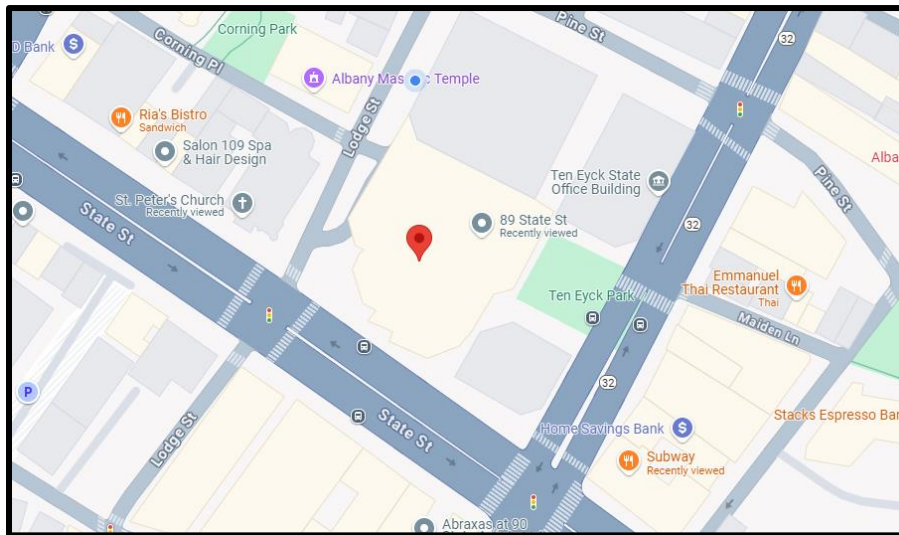 Corning Park
Pine St
32
D Bank
Corning Pl
Albany Mas c Temple
Ria's Bistro
Sandwich
Lodge St
Salon 109 Spa
& Hair Design
Ten Eyck State
Office Building
Alba
Pine St
St. Peter's Church
Recently viewed
89 State St
Recently viewed
32
State St
Emmanuel
Thai Restaurant
Thai
Ten Eyck Park
Maiden Ln
32
P
Stacks Espresso Bar
State St
Home Savings Bank
Lodge St
Subway
Recently viewed
Abraxas at 90